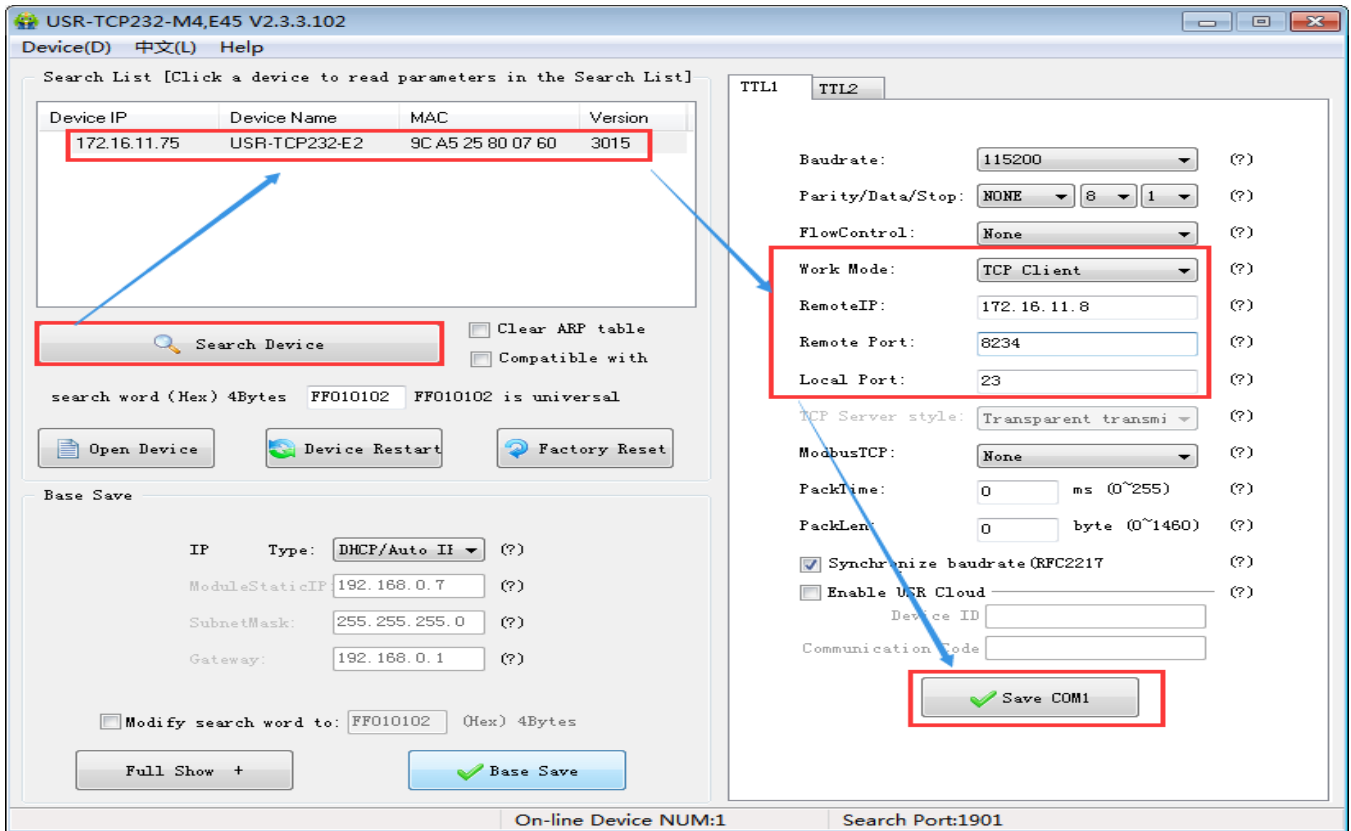 USR-TCP232-M4,E45 V2.3.3.102
Device(D) 中文(L) Help
Search List [Click a device to read parameters in the Search List]
Device IP Device Name MAC Version
172.16.11.75 USR-TCP232-E2 9C A5 25 80 07 60 3015
Search Device
Clear ARP table
Compatible with
search word (Hex) 4Bytes FF010102 FF010102 is universal
Open Device Device Restart Factory Reset
Base Save
IP Type: DHCP/Auto IP (?)
ModuleStaticIP: 192.168.0.7 (?)
SubnetMask: 255.255.255.0 (?)
Gateway: 192.168.0.1 (?)
Modify search word to: FF010102 (Hex) 4Bytes
Full Show + Base Save
TTL1 TTL2
Baudrate: 115200 (?)
Parity/Data/Stop: NONE 8 1 (?)
FlowControl: None (?)
Work Mode: TCP Client (?)
RemoteIP: 172.16.11.8 (?)
Remote Port: 8234 (?)
Local Port: 23 (?)
TCP Server style: Transparent transmi (?)
ModbusTCP: None (?)
PackTime: 0 ms (0~255) (?)
PackLen: 0 byte (0~1460) (?)
Synchronize baudrate(RFC2217 (?)
Enable USR Cloud (?)
Device ID
Communication Code
Save COM1
On-line Device NUM:1 Search Port:1901